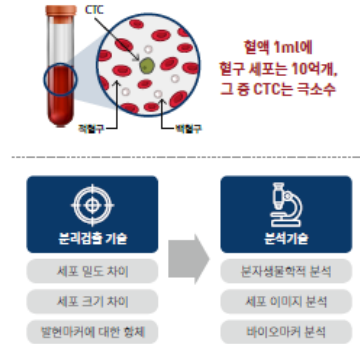 CTC
혈액 1ml에
혈구 세포는 10억개,
그 중 CTC는 극소수
적혈구
백혈구
분리검출 기술
분석기술
세포 밀도 차이
분자생물학적 분석
세포 크기 차이
세포 이미지 분석
발현마커에 대한 항체
바이오마커 분석